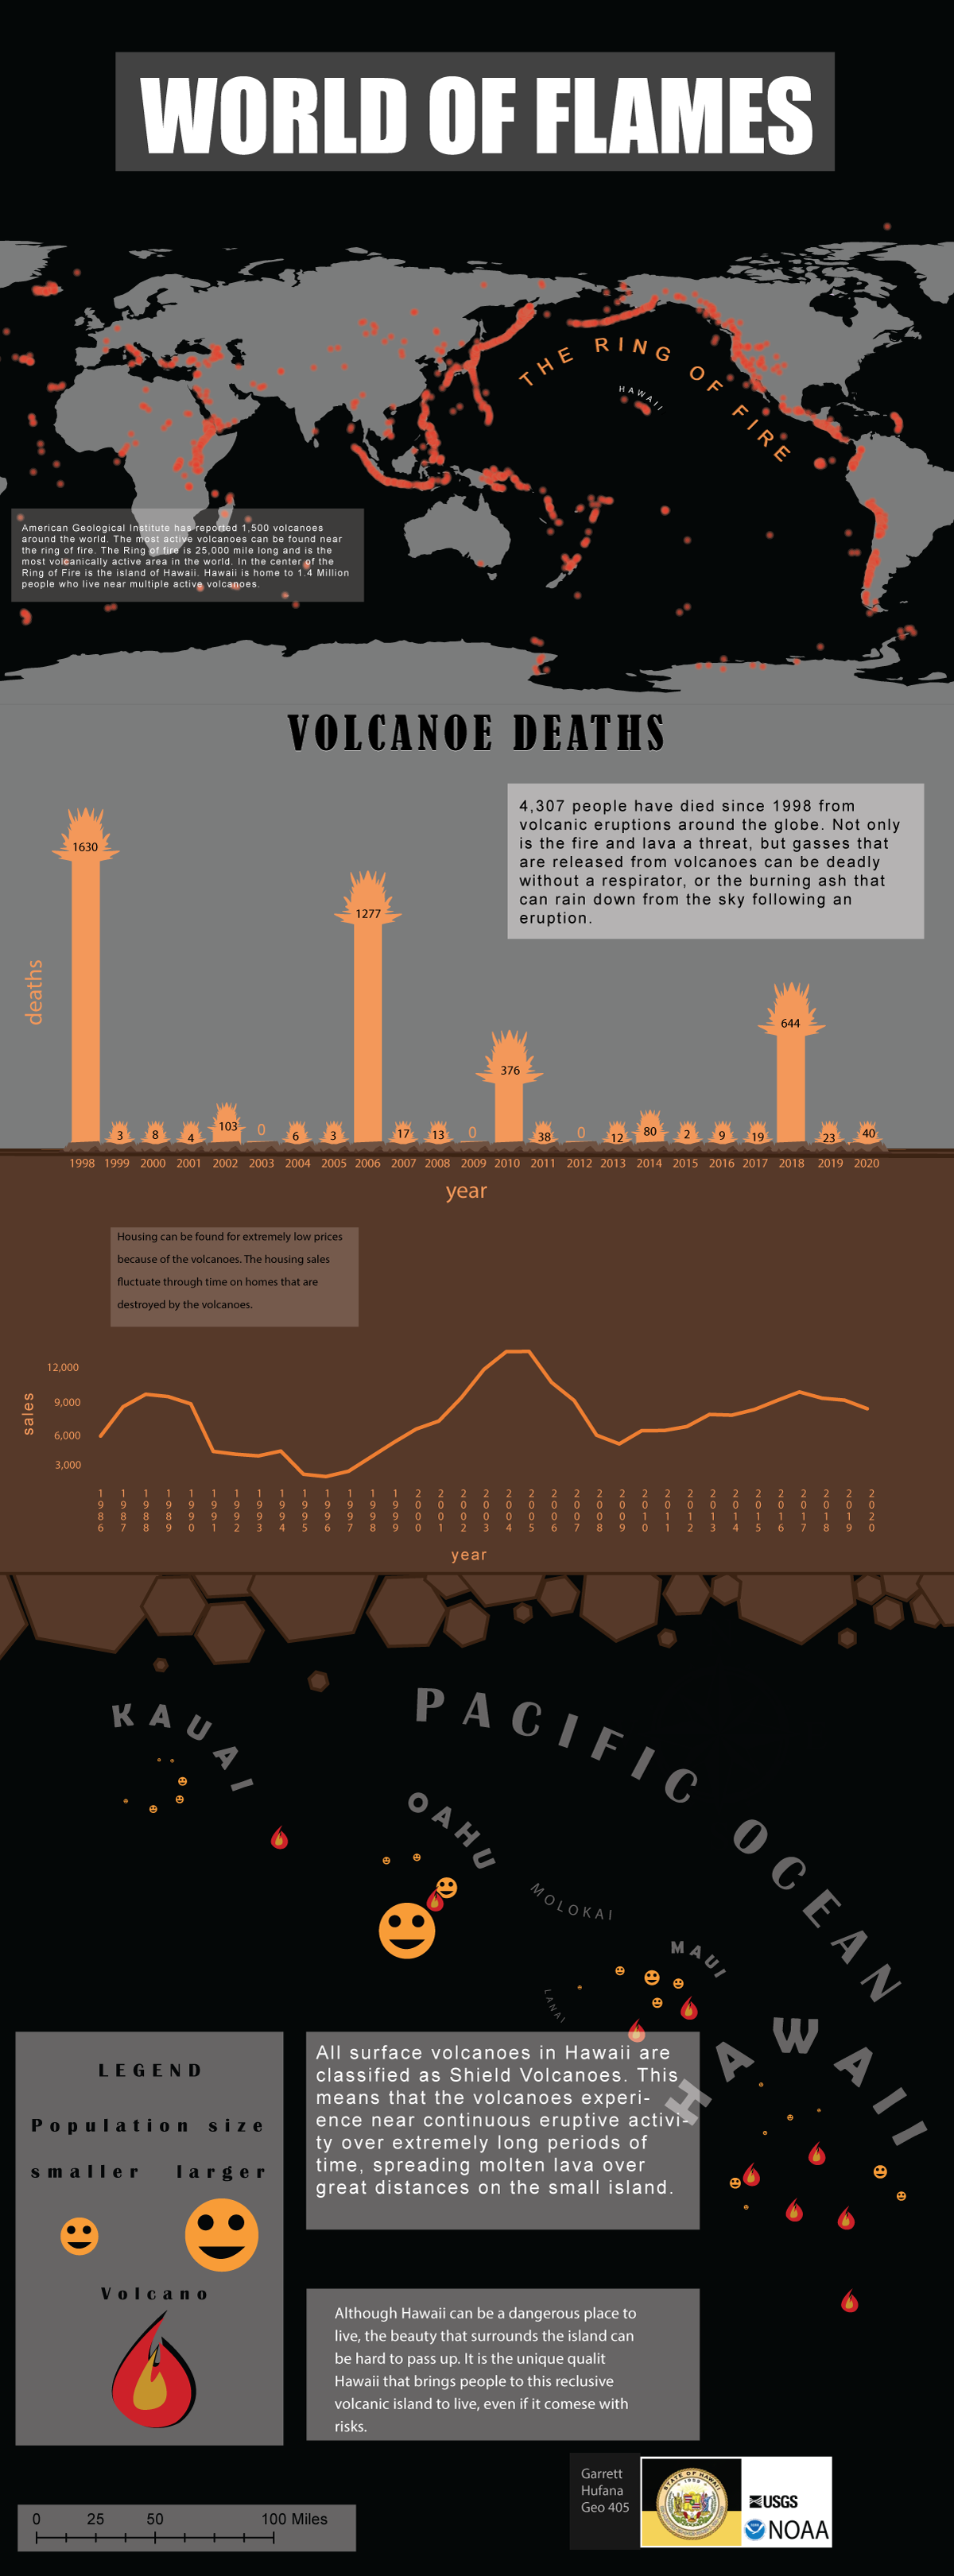 WORLD OF FLAMES
THE RING OF FIRE
HAWAII
American Geological Institute has reported 1,500 volcanoes
around the world. The most active volcanoes can be found near
the ring of fire. The Ring of fire is 25,000 mile long and is the
most volcanically active area in the world. In the center of the
Ring of Fire is the island of Hawaii. Hawaii is home to 1.4 Million
people who live near multiple active volcanoes.
VOLCANOE DEATHS
4,307 people have died since 1998 from
volcanic eruptions around the globe. Not only
is the fire and lava a threat, but gasses that
are released from volcanoes can be deadly
without a respirator, or the burning ash that
can rain down from the sky following an
eruption.
deaths
1630 3 8 4 103 0 6 3 1277 17 13 0 376 38 0 12 80 2 9 19 644 23 40
1998 1999 2000 2001 2002 2003 2004 2005 2006 2007 2008 2009 2010 2011 2012 2013 2014 2015 2016 2017 2018 2019 2020
year
Housing can be found for extremely low prices
because of the volcanoes. The housing sales
fluctuate through time on homes that are
destroyed by the volcanoes.
sales
12,000
9,000
6,000
3,000
1986 1987 1988 1989 1990 1991 1992 1993 1994 1995 1996 1997 1998 1999 2000 2001 2002 2003 2004 2005 2006 2007 2008 2009 2010 2011 2012 2013 2014 2015 2016 2017 2018 2019 2020
year
KAUAI
PACIFIC OCEAN
OAHU
MOLOKAI
MAUI
LANAI
HAWAII
LEGEND
Population size
smaller larger
Volcano
All surface volcanoes in Hawaii are
classified as Shield Volcanoes. This
means that the volcanoes experi-
ence near continuous eruptive activi-
ty over extremely long periods of
time, spreading molten lava over
great distances on the small island.
Although Hawaii can be a dangerous place to
live, the beauty that surrounds the island can
be hard to pass up. It is the unique qualit
Hawaii that brings people to this reclusive
volcanic island to live, even if it comese with
risks.
Garrett
Hufana
Geo 405
STATE OF HAWAII
1959
USGS
NOAA
0 25 50 100 Miles